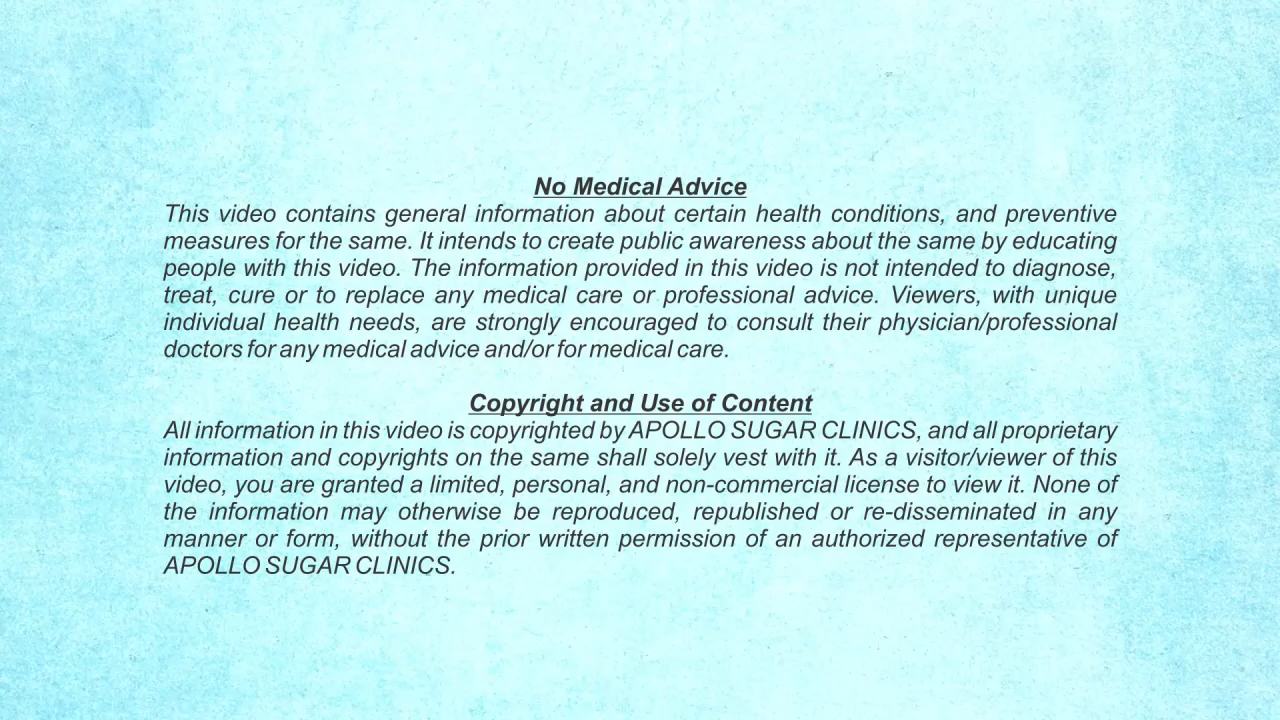 No Medical Advice
This video contains general information about certain health conditions, and preventive
measures for the same. It intends to create public awareness about the same by educating
people with this video. The information provided in this video is not intended to diagnose,
treat, cure or to replace any medical care or professional advice. Viewers, with unique
individual health needs, are strongly encouraged to consult their physician/professional
doctors for any medical advice and/or for medical care.
Copyright and Use of Content
All information in this video is copyrighted by APOLLO SUGAR CLINICS, and all proprietary
information and copyrights on the same shall solely vest with it. As a visitor/viewer of this
video, you are granted a limited, personal, and non-commercial license to view it. None of
the information may otherwise be reproduced, republished or re-disseminated in any
manner or form, without the prior written permission of an authorized representative of
APOLLO SUGAR CLINICS.